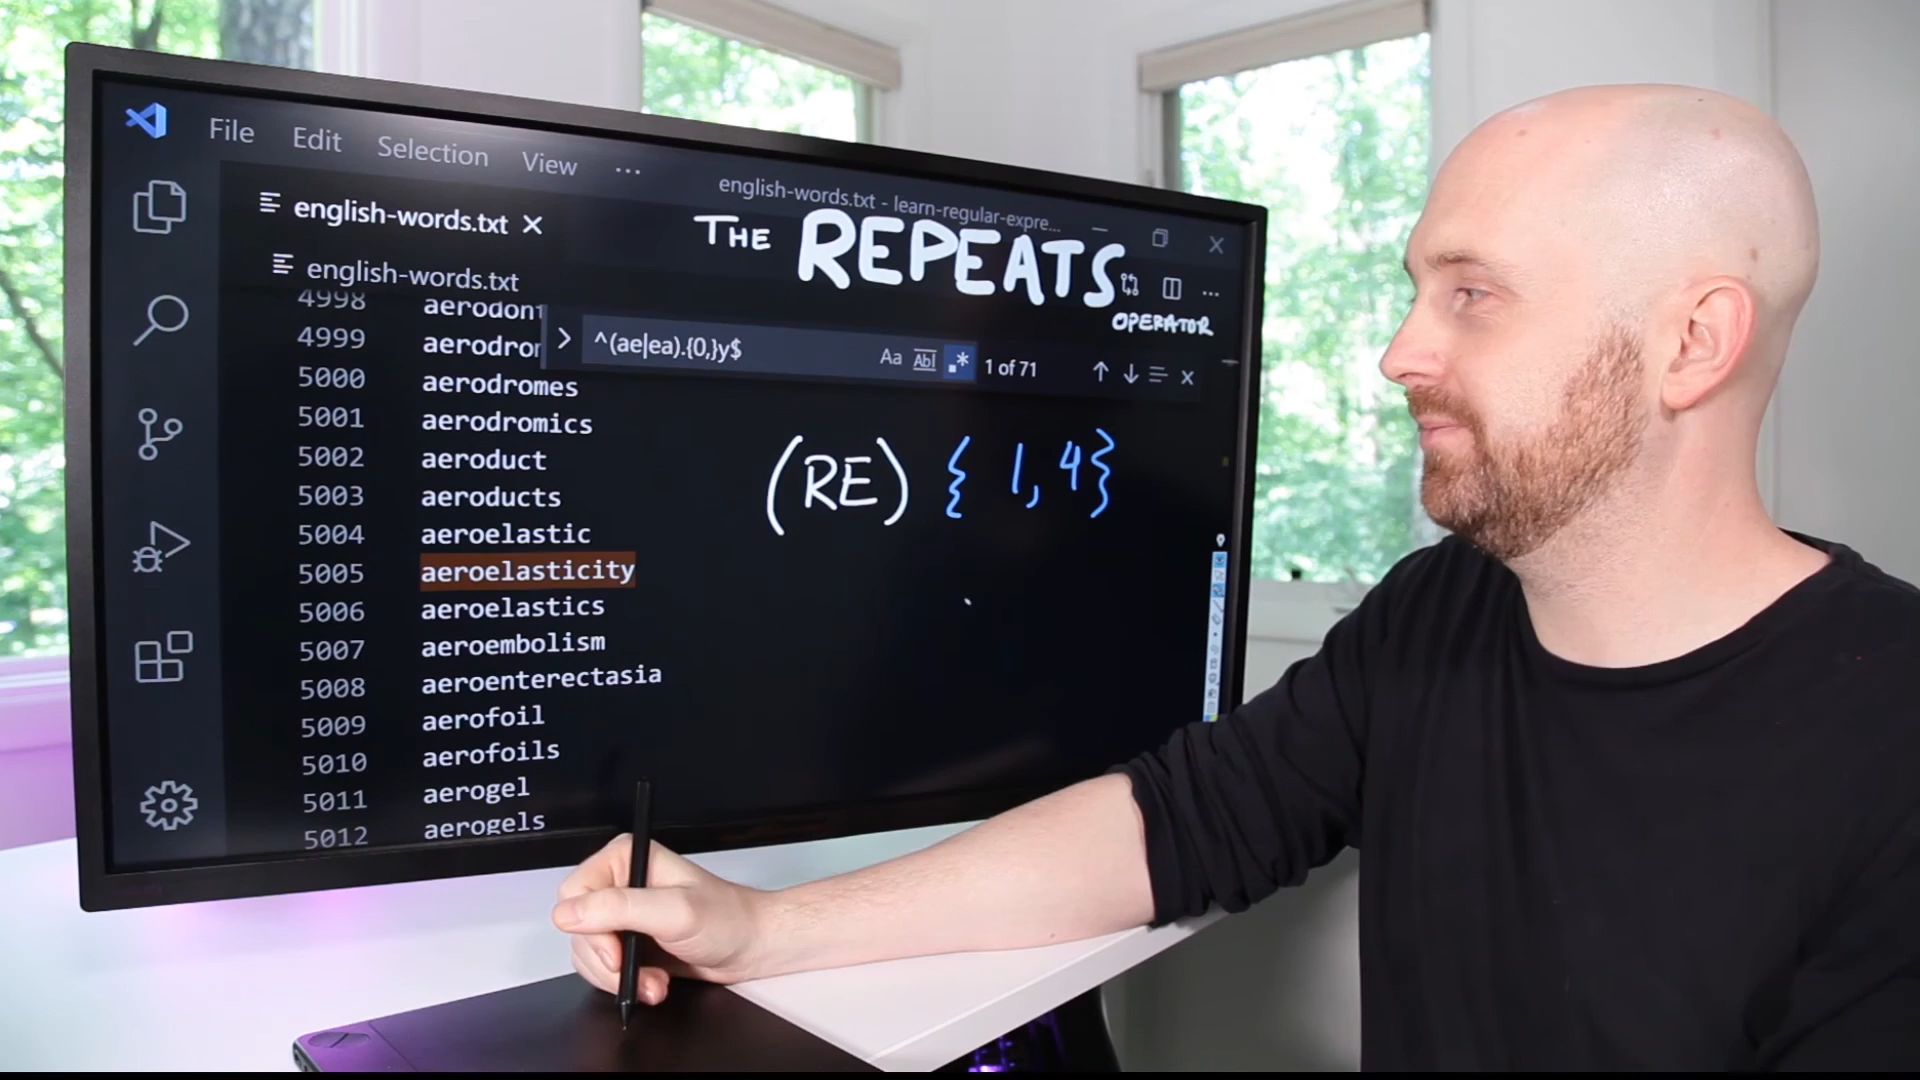 File Edit Selection View ...
english-words.txt - learn-regular-expre...
english-words.txt
THE REPEATS
OPERATOR
english-words.txt
^(ae|ea).{0,}y$ Aa Abl .* 1 of 71
4998 aerodont
4999 aerodro
5000 aerodromes
5001 aerodromics
5002 aeroduct
5003 aeroducts
5004 aeroelastic
5005 aeroelasticity
5006 aeroelastics
5007 aeroembolism
5008 aeroenterectasia
5009 aerofoil
5010 aerofoils
5011 aerogel
5012 aerogels
(RE) { 1, 4}